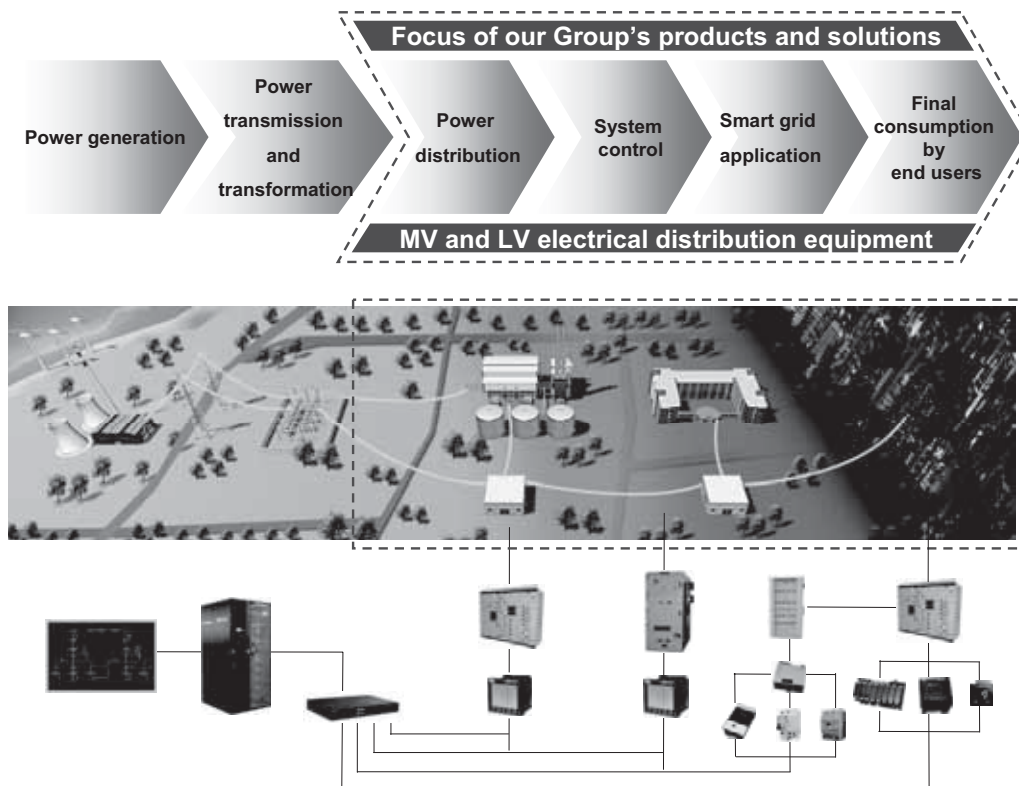 Focus of our Group's products and solutions
Power generation
Power
transmission
and
transformation
Power
distribution
System
control
Smart grid
application
Final
consumption
by
end users
MV and LV electrical distribution equipment